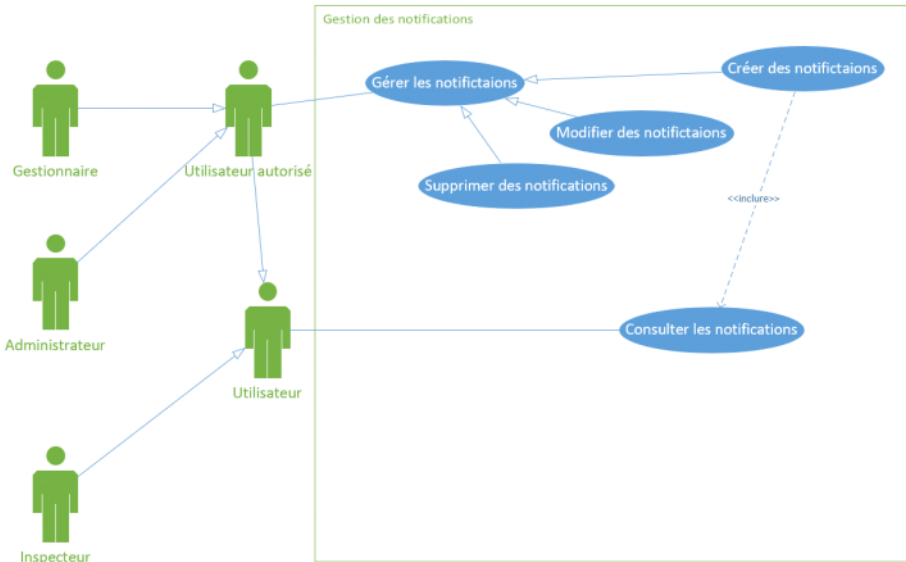 Gestion des notifications
Gérer les notifictaions
Créer des notifictaions
Modifier des notifictaions
Supprimer des notifications
<<inclure>>
Consulter les notifications
Gestionnaire
Utilisateur autorisé
Administrateur
Utilisateur
Inspecteur